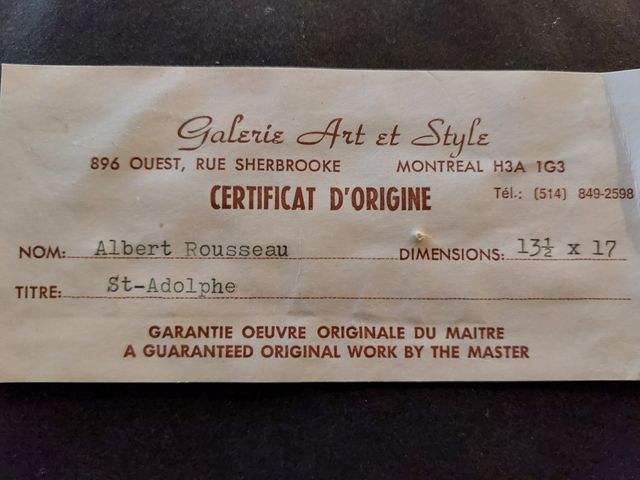 Galerie Art et Style
896 OUEST, RUE SHERBROOKE MONTREAL H3A 1G3
CERTIFICAT D'ORIGINE Tél.: (514) 849-2598
NOM: Albert Rousseau DIMENSIONS: 13½ x 17
TITRE: St-Adolphe
GARANTIE OEUVRE ORIGINALE DU MAITRE
A GUARANTEED ORIGINAL WORK BY THE MASTER